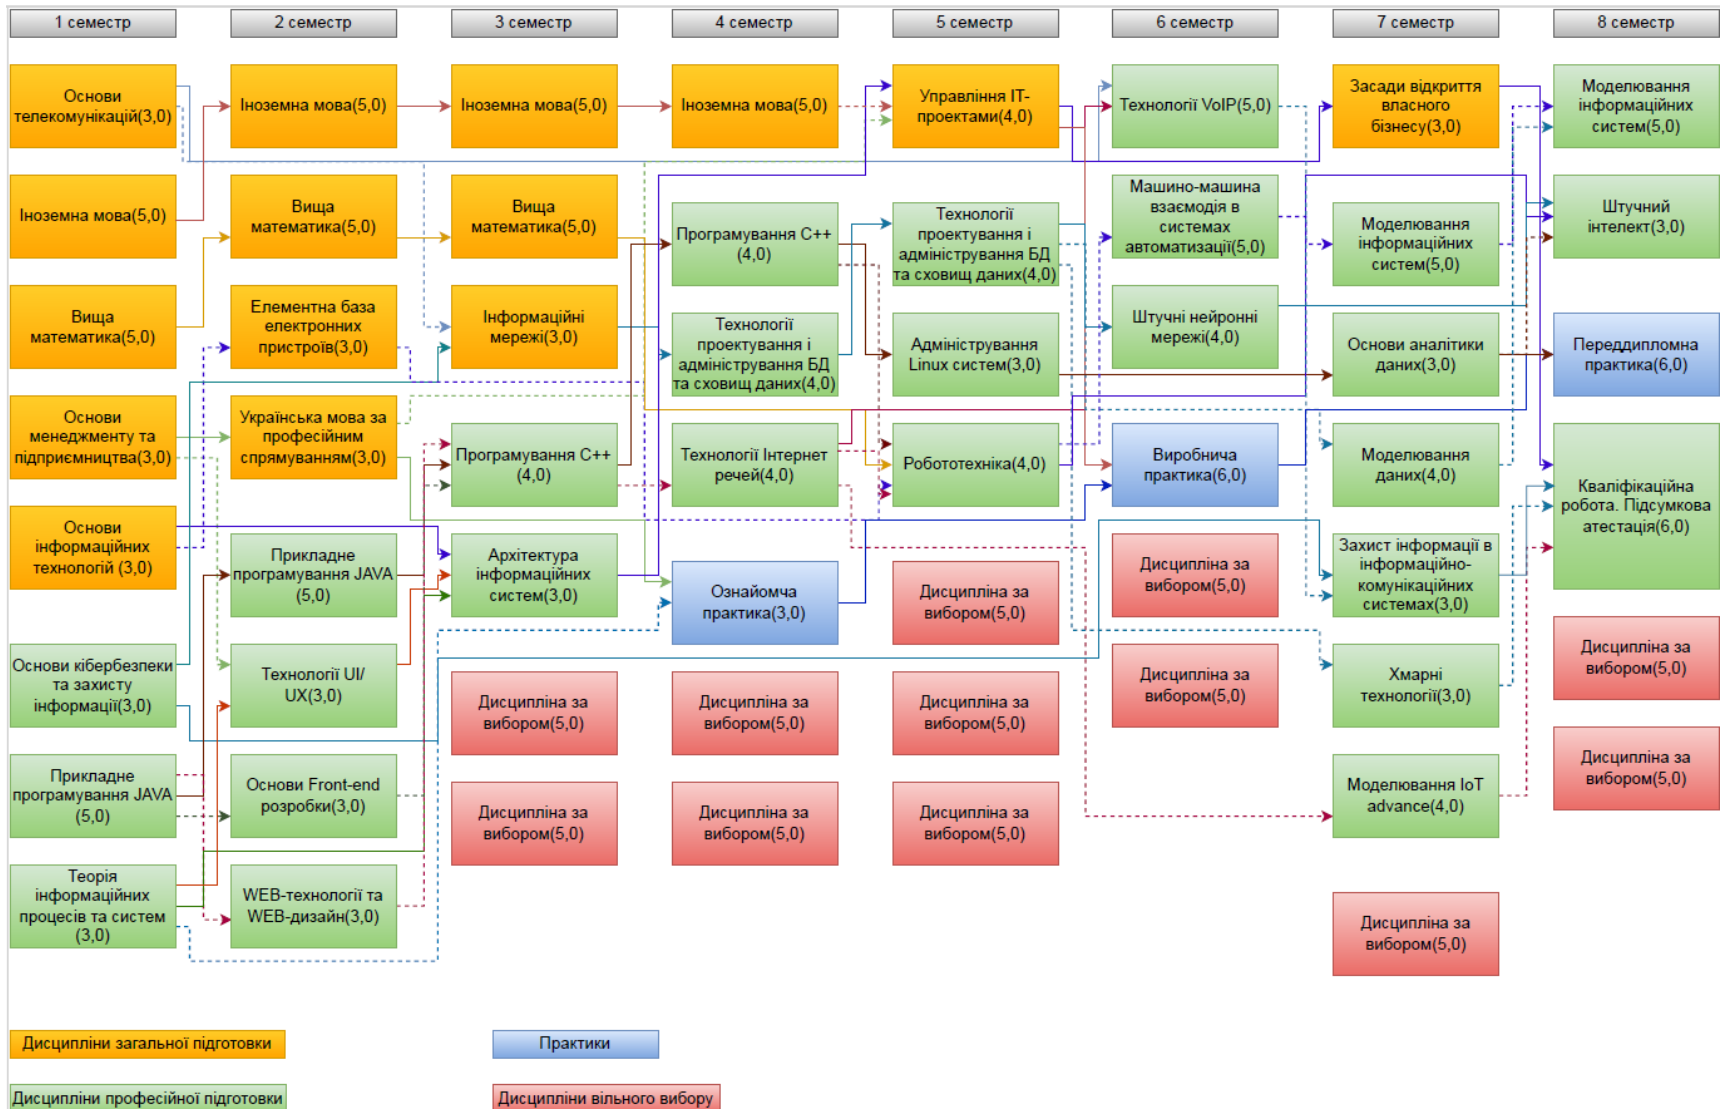 1 семестр
2 семестр
3 семестр
4 семестр
5 семестр
6 семестр
7 семестр
8 семестр
Основи
телекомунікацій(3,0)
Іноземна мова(5,0)
Вища
математика(5,0)
Основи
менеджменту та
підприємництва(3,0)
Основи
інформаційних
технологій (3,0)
Основи кібербезпеки
та захисту
інформації(3,0)
Прикладне
програмування JAVA
(5,0)
Теорія
інформаційних
процесів та систем
(3,0)
Іноземна мова(5,0)
Вища
математика(5,0)
Елементна база
електронних
пристроїв(3,0)
Українська мова за
професійним
спрямуванням(3,0)
Прикладне
програмування JAVA
(5,0)
Технології UI/
UX(3,0)
Основи Front-end
розробки(3,0)
WEB-технології та
WEB-дизайн(3,0)
Іноземна мова(5,0)
Вища
математика(5,0)
Інформаційні
мережі(3,0)
Програмування С++
(4,0)
Архітектура
інформаційних
систем(3,0)
Дисципліна за
вибором(5,0)
Дисципліна за
вибором(5,0)
Іноземна мова(5,0)
Програмування С++
(4,0)
Технології
проектування і
адміністрування БД
та сховищ даних(4,0)
Технології Інтернет
речей(4,0)
Ознайомча
практика(3,0)
Дисципліна за
вибором(5,0)
Дисципліна за
вибором(5,0)
Управління ІТ-
проектами(4,0)
Технології
проектування і
адміністрування БД
та сховищ даних(4,0)
Адміністрування
Linux систем(3,0)
Робототехніка(4,0)
Дисципліна за
вибором(5,0)
Дисципліна за
вибором(5,0)
Дисципліна за
вибором(5,0)
Технології VoIP(5,0)
Машино-машина
взаємодія в
системах
автоматизації(5,0)
Штучні нейронні
мережі(4,0)
Виробнича
практика(6,0)
Дисципліна за
вибором(5,0)
Дисципліна за
вибором(5,0)
Засади відкриття
власного
бізнесу(3,0)
Моделювання
інформаційних
систем(5,0)
Основи аналітики
даних(3,0)
Моделювання
даних(4,0)
Захист інформації в
інформаційно-
комунікаційних
системах(3,0)
Хмарні
технології(3,0)
Моделювання IoT
advance(4,0)
Дисципліна за
вибором(5,0)
Моделювання
інформаційних
систем(5,0)
Штучний
інтелект(3,0)
Переддипломна
практика(6,0)
Кваліфікаційна
робота. Підсумкова
атестація(6,0)
Дисципліна за
вибором(5,0)
Дисципліна за
вибором(5,0)
Дисципліни загальної підготовки
Практики
Дисципліни професійної підготовки
Дисципліни вільного вибору